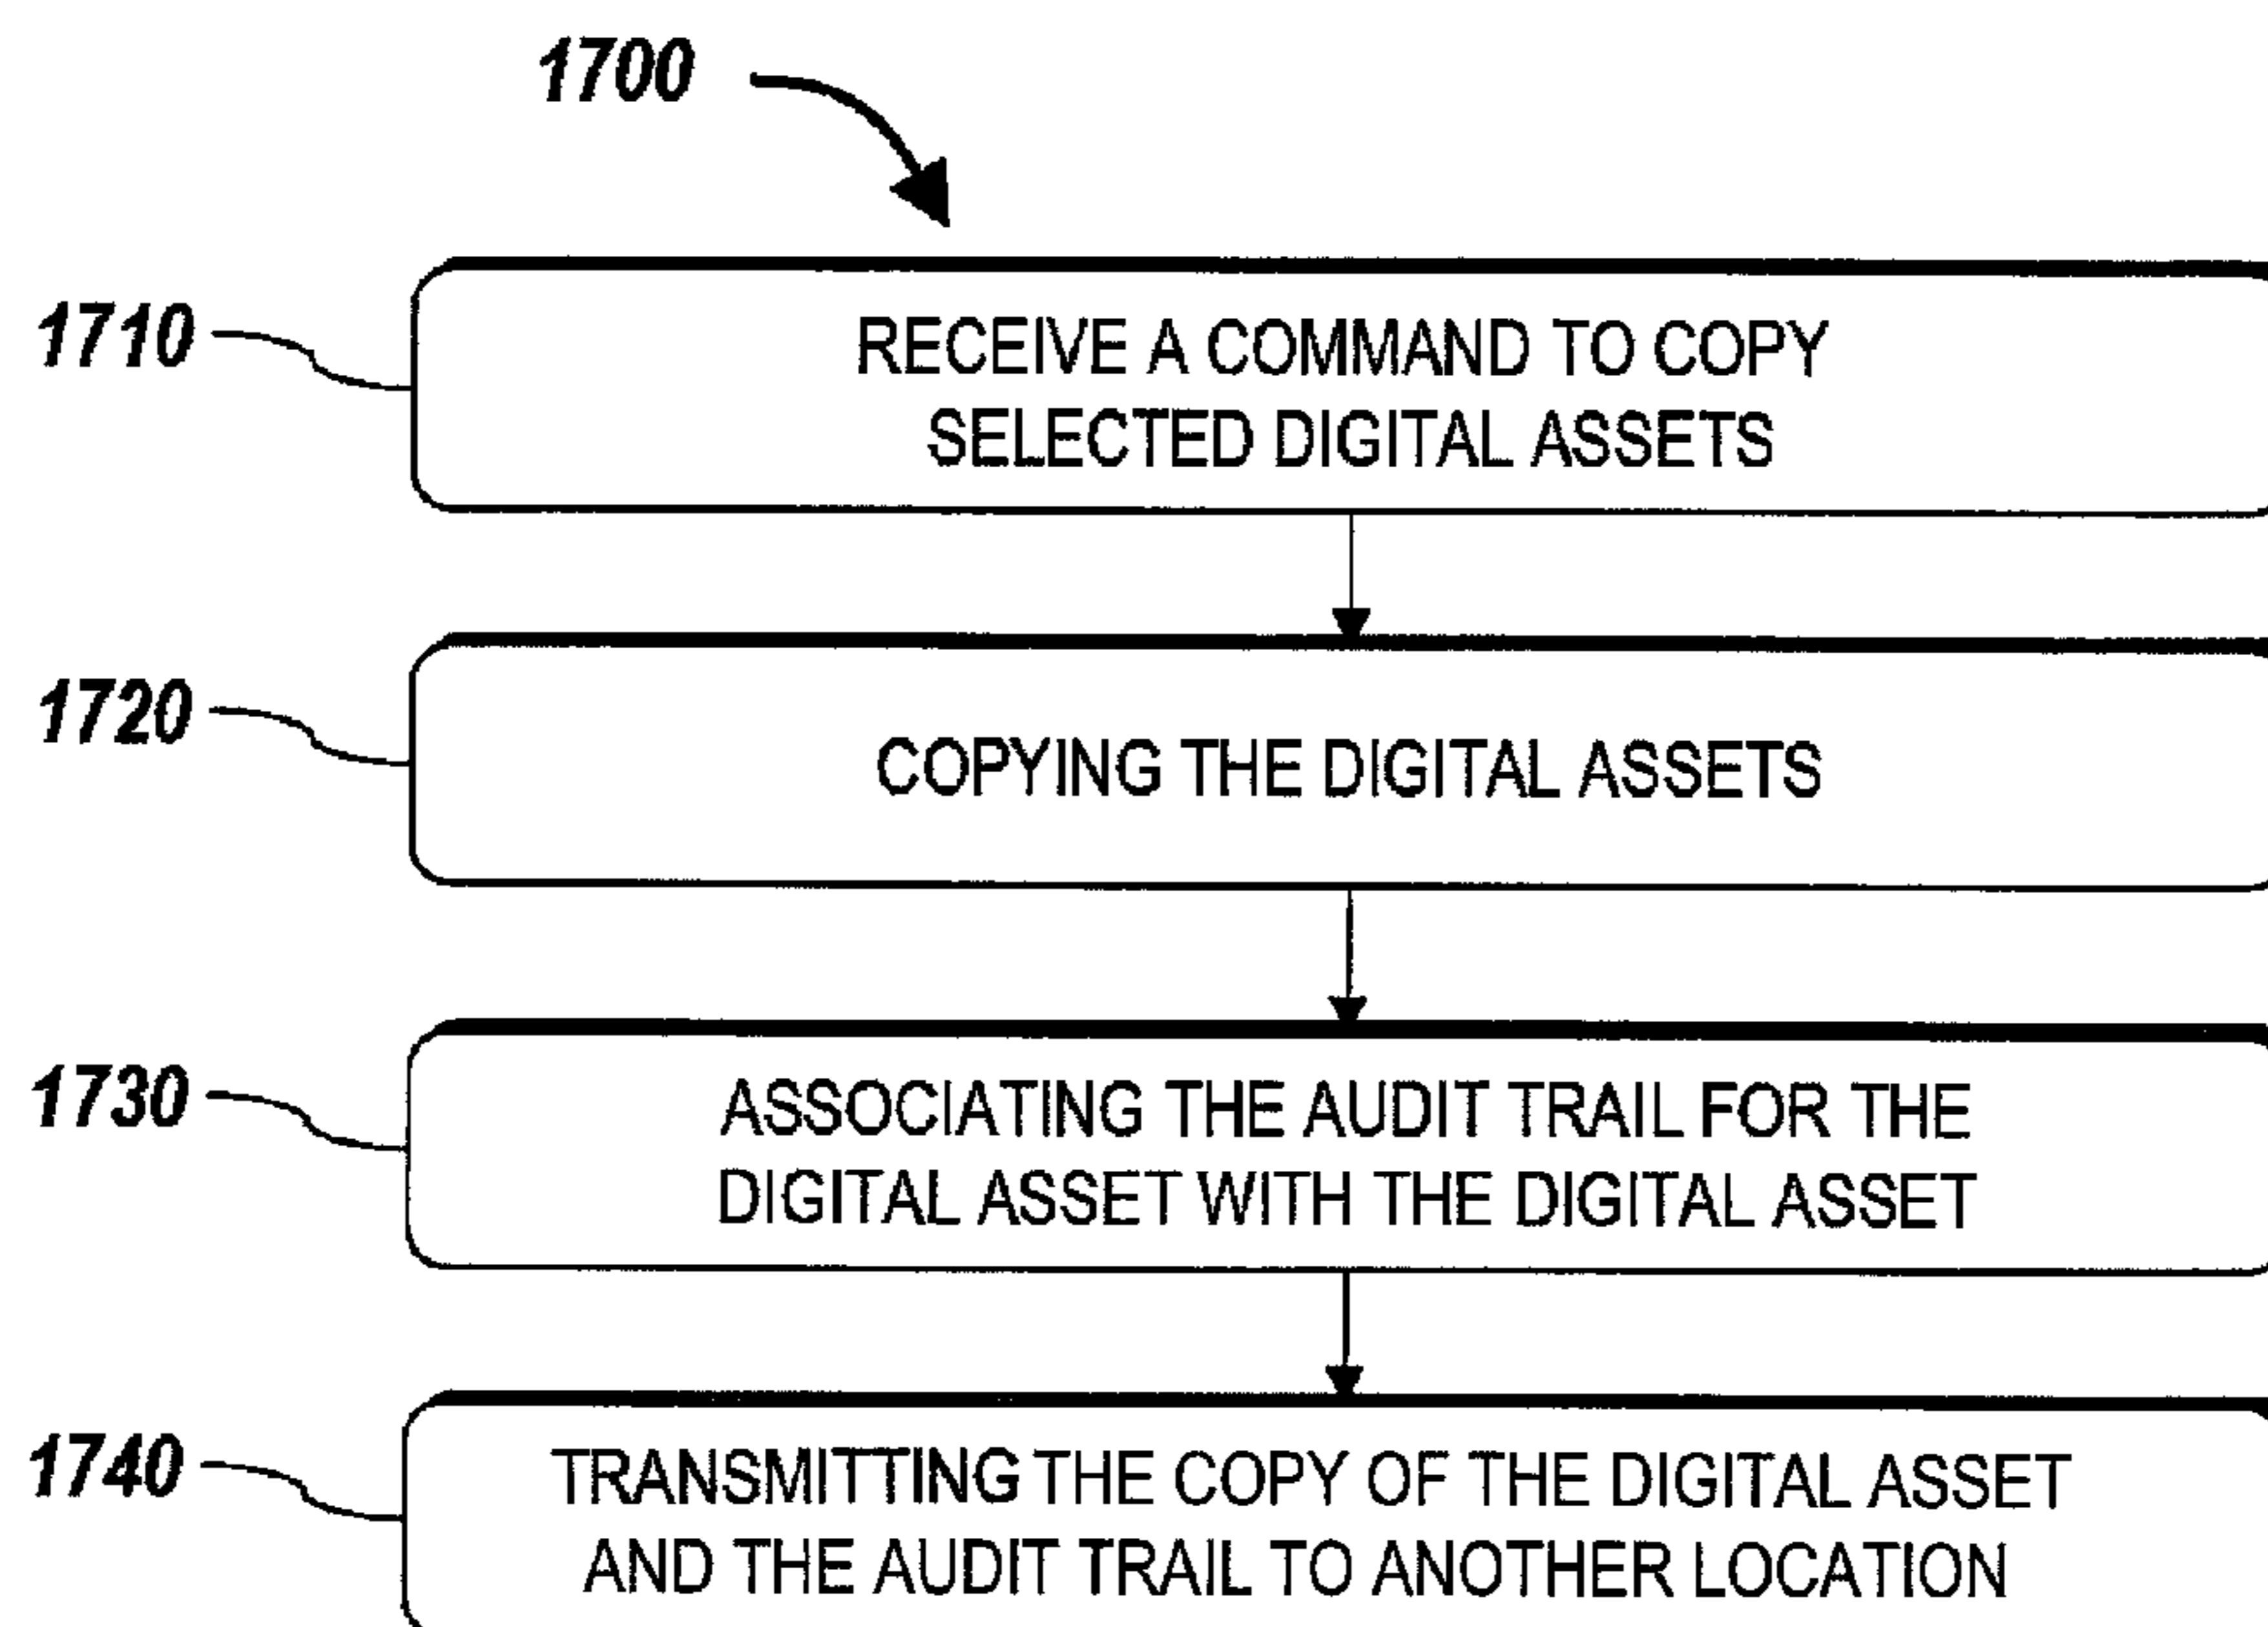 1700
1710
RECEIVE A COMMAND TO COPY
SELECTED DIGITAL ASSETS
1720
COPYING THE DIGITAL ASSETS
1730
ASSOCIATING THE AUDIT TRAIL FOR THE
DIGITAL ASSET WITH THE DIGITAL ASSET
1740
TRANSMITTING THE COPY OF THE DIGITAL ASSET
AND THE AUDIT TRAIL TO ANOTHER LOCATION